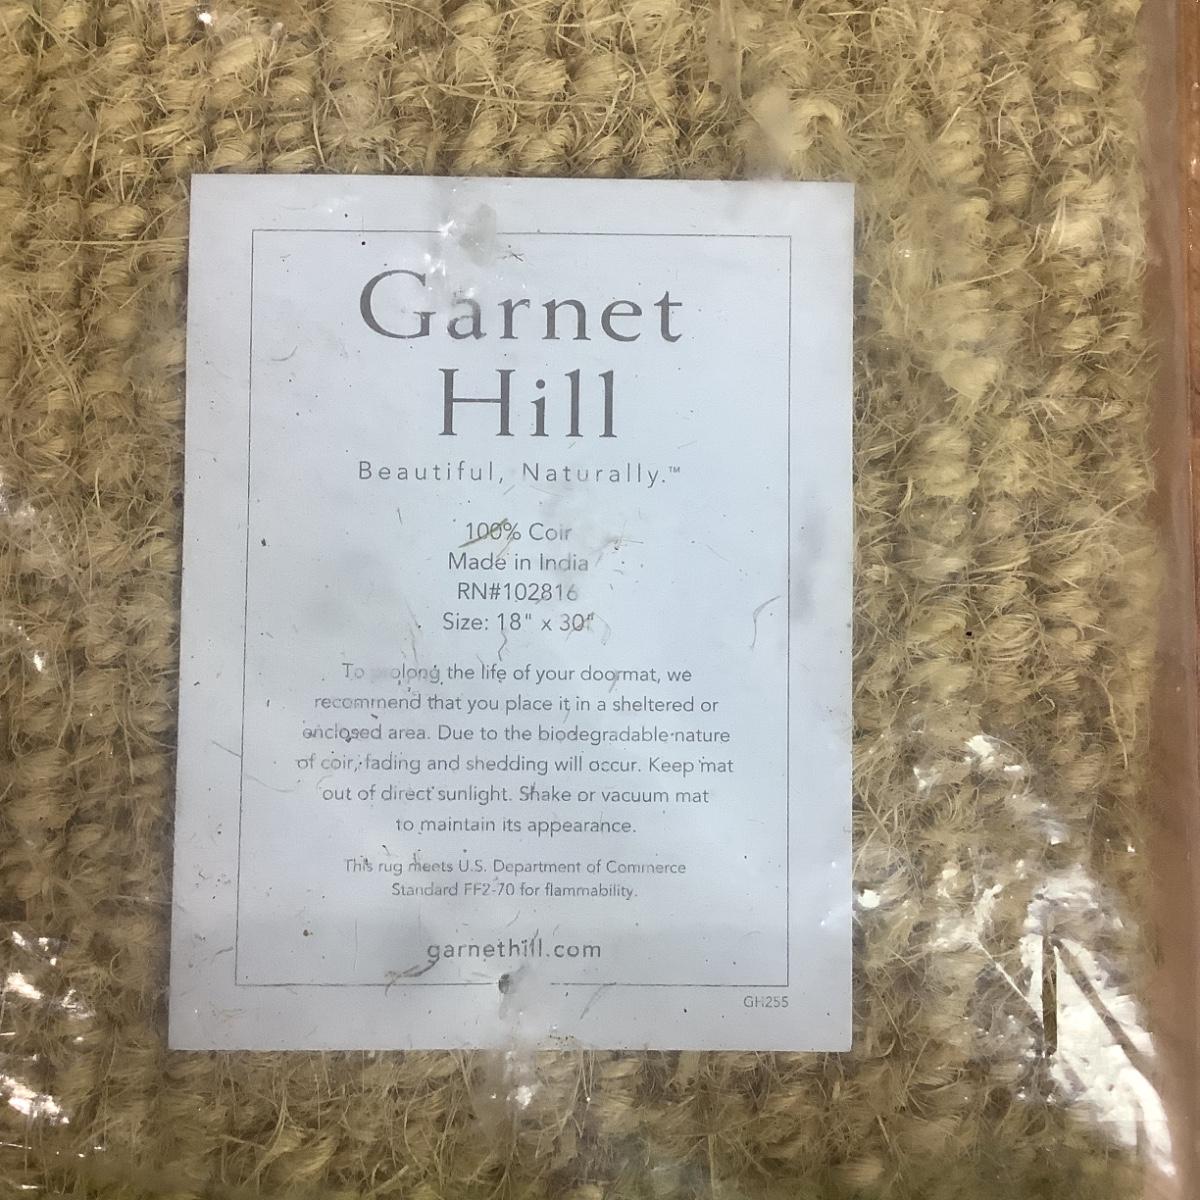 Garnet
Hill
Beautiful, Naturally.™
100% Coir
Made in India
RN#102816
Size: 18" x 30"
To prolong the life of your doormat, we
recommend that you place it in a sheltered or
enclosed area. Due to the biodegradable nature
of coir, fading and shedding will occur. Keep mat
out of direct sunlight. Shake or vacuum mat
to maintain its appearance.
This rug meets U.S. Department of Commerce
Standard FF2-70 for flammability.
garnethill.com
GH255